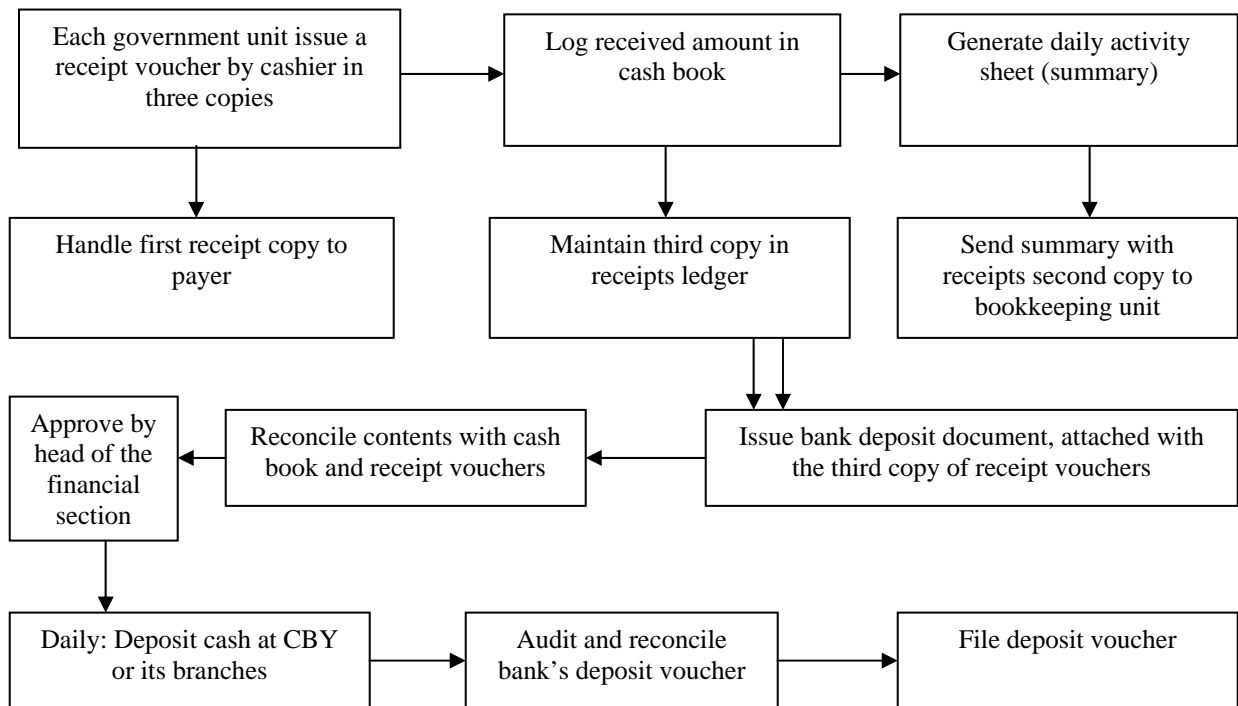 Each government unit issue a
receipt voucher by cashier in
three copies
Log received amount in
cash book
Generate daily activity
sheet (summary)
Handle first receipt copy to
payer
Maintain third copy in
receipts ledger
Send summary with
receipts second copy to
bookkeeping unit
Approve by
head of the
financial
section
Reconcile contents with cash
book and receipt vouchers
Issue bank deposit document, attached with
the third copy of receipt vouchers
Daily: Deposit cash at CBY
or its branches
Audit and reconcile
bank’s deposit voucher
File deposit voucher